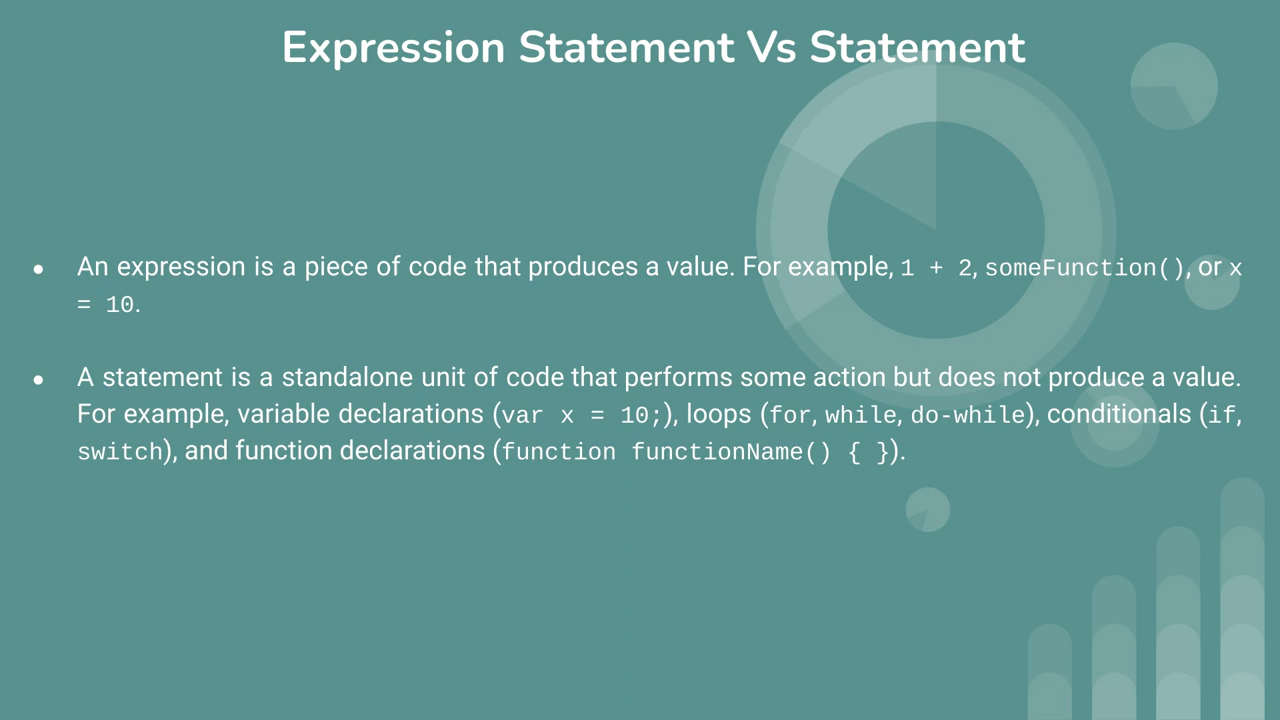 Expression Statement Vs Statement
● An expression is a piece of code that produces a value. For example, 1 + 2, someFunction(), or x
= 10.
● A statement is a standalone unit of code that performs some action but does not produce a value.
For example, variable declarations (var x = 10;), loops (for, while, do-while), conditionals (if,
switch), and function declarations (function functionName() { }).